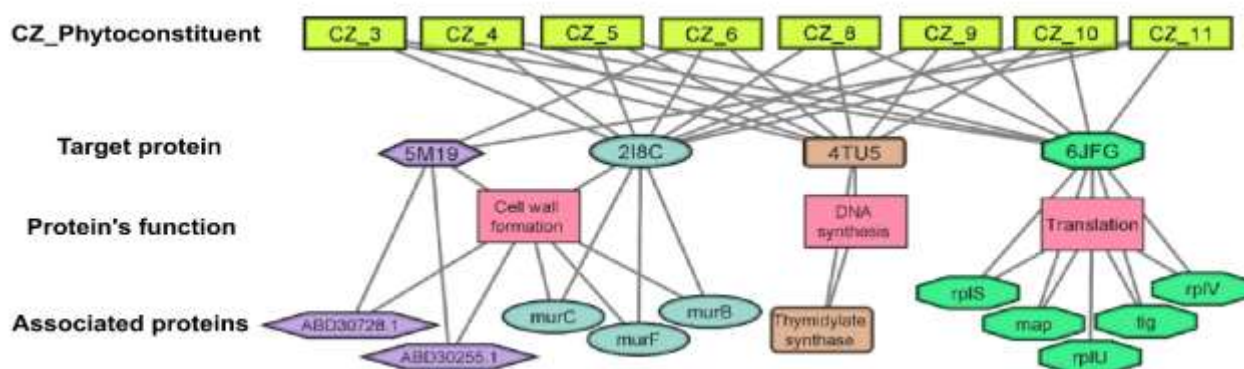 CZ_Phytoconstituent
CZ_3
CZ_4
CZ_5
CZ_6
CZ_8
CZ_9
CZ_10
CZ_11
Target protein
5M19
2I8C
4TU5
6JFG
Protein's function
Cell wall
formation
DNA
synthesis
Translation
Associated proteins
ABD30728.1
ABD30255.1
murC
murF
murB
Thymidylate
synthase
rplS
map
rplU
tig
rplV